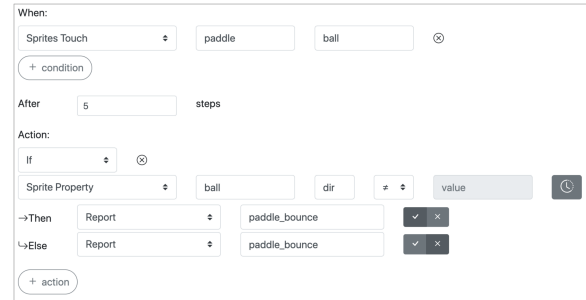 When:
Sprites Touch paddle ball
+ condition
After 5 steps
Action:
If
Sprite Property ball dir ≠ value
→Then Report paddle_bounce
↳Else Report paddle_bounce
+ action